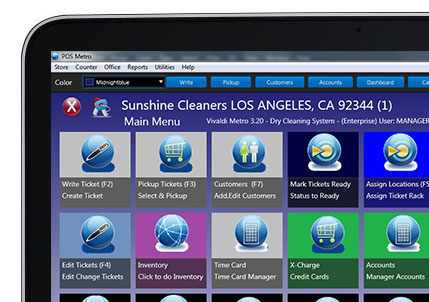 POS Metro
Store Counter Office Reports Utilities Help
Color Midnightblue Write Pickup Customers Accounts Dashboard
Sunshine Cleaners LOS ANGELES, CA 92344 (1)
Main Menu Vivaldi Metro 3.20 - Dry Cleaning System - (Enterprise) User: MANAGER
Write Ticket (F2) Pickup Tickets (F3) Customers (F7) Mark Tickets Ready Assign Locations (F5
Create Ticket Select & Pickup Add,Edit Customers Status to Ready Assign Ticket Rack
Edit Tickets (F4) Inventory Time Card X-Charge Accounts
Edit Change Tickets Click to do Inventory Time Card Manager Credit Cards Manager Accounts